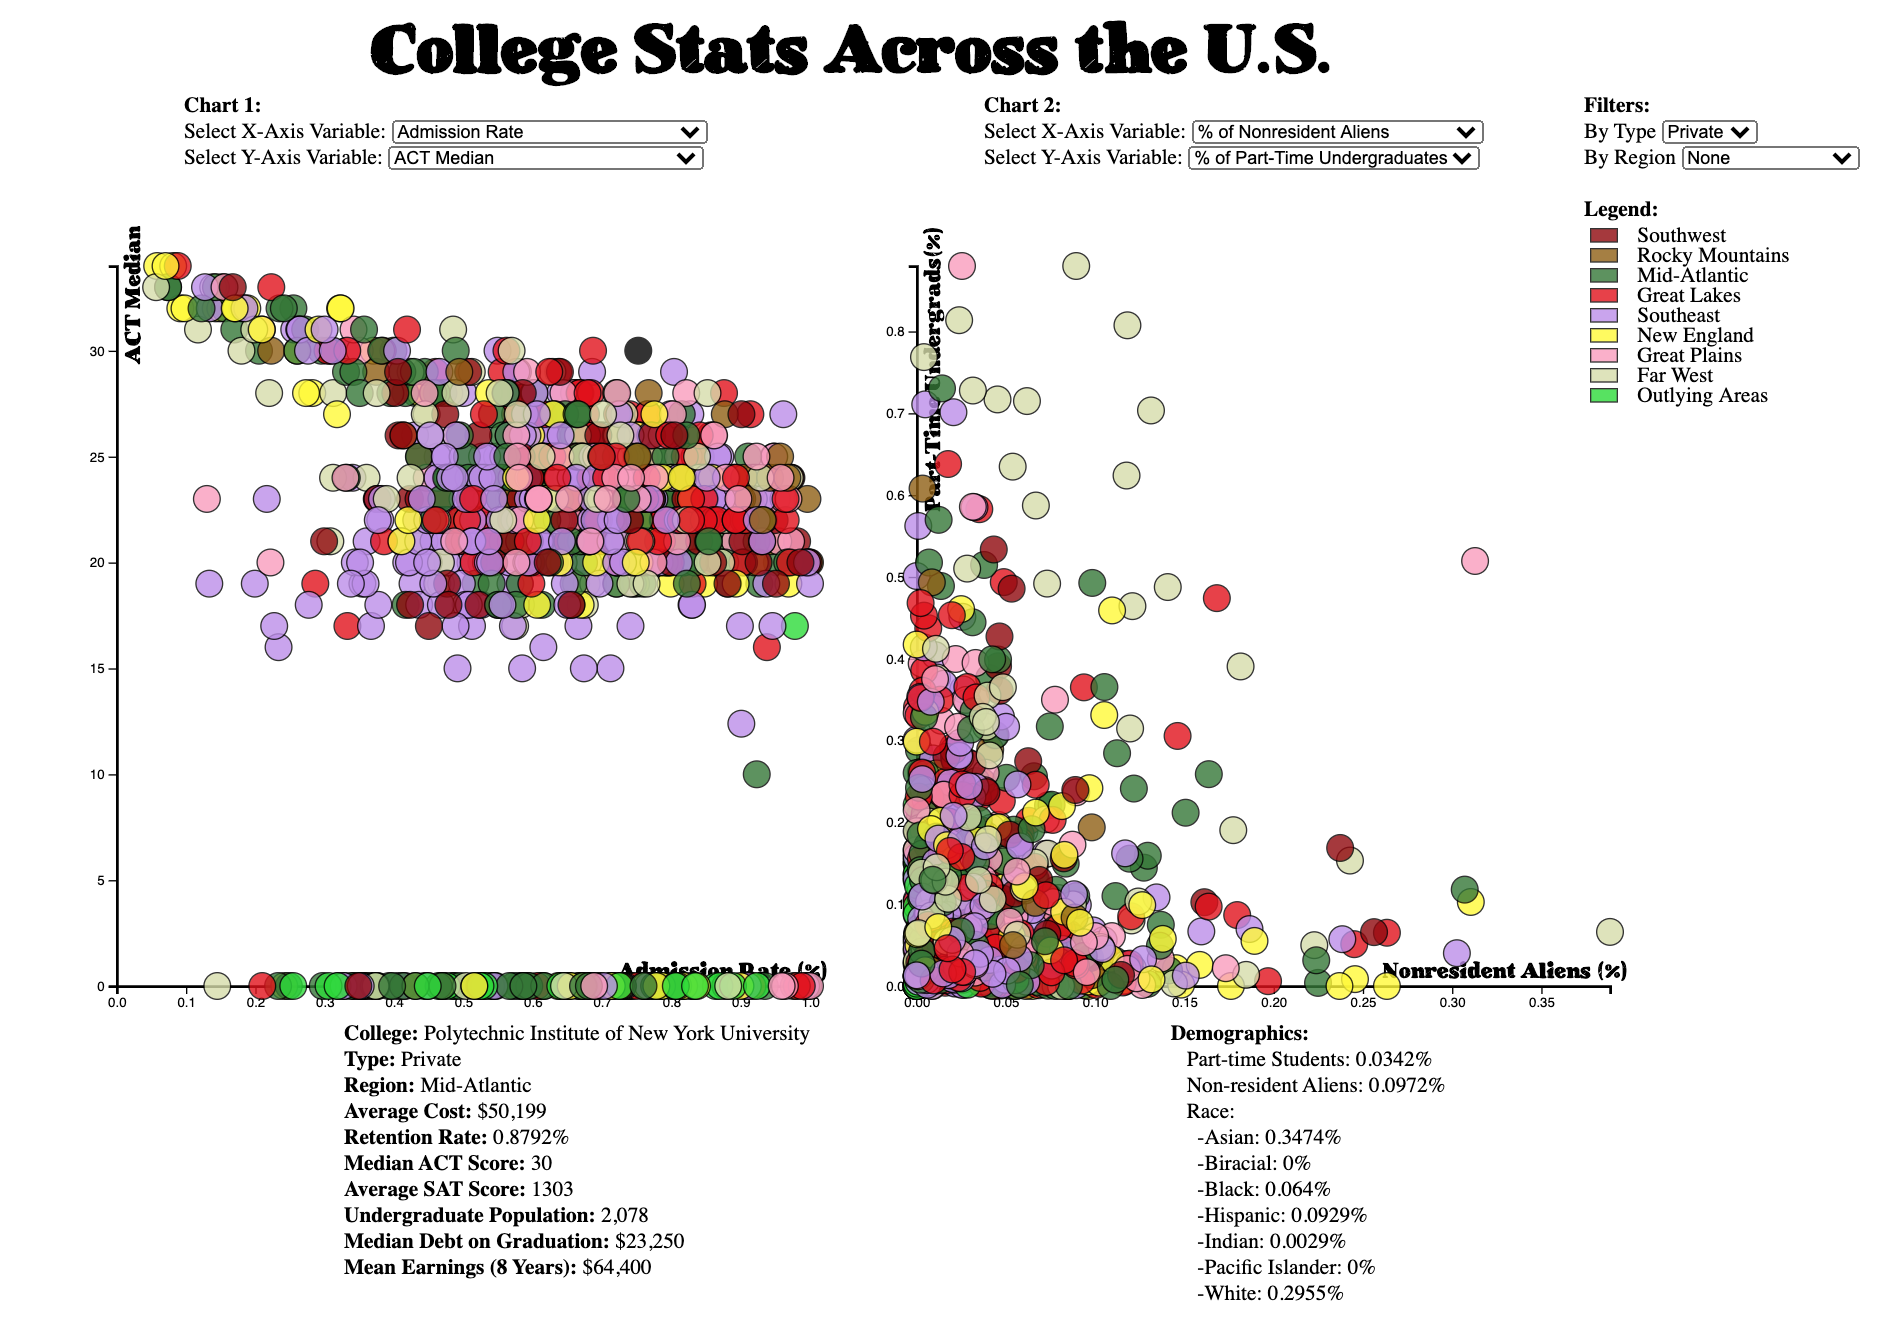 College Stats Across the U.S.
Chart 1:
Select X-Axis Variable: Admission Rate
Select Y-Axis Variable: ACT Median
Chart 2:
Select X-Axis Variable: % of Nonresident Aliens
Select Y-Axis Variable: % of Part-Time Undergraduates
Filters:
By Type Private
By Region None
Legend:
Southwest
Rocky Mountains
Mid-Atlantic
Great Lakes
Southeast
New England
Great Plains
Far West
Outlying Areas
ACT Median
30
25
20
15
10
5
0
Admission Rate (%)
0.0 0.1 0.2 0.3 0.4 0.5 0.6 0.7 0.8 0.9 1.0
Part-Time Undergrads(%)
0.8
0.7
0.6
0.5
0.4
0.3
0.2
0.1
0.0
Nonresident Aliens (%)
0.00 0.05 0.10 0.15 0.20 0.25 0.30 0.35
College: Polytechnic Institute of New York University
Type: Private
Region: Mid-Atlantic
Average Cost: $50,199
Retention Rate: 0.8792%
Median ACT Score: 30
Average SAT Score: 1303
Undergraduate Population: 2,078
Median Debt on Graduation: $23,250
Mean Earnings (8 Years): $64,400
Demographics:
Part-time Students: 0.0342%
Non-resident Aliens: 0.0972%
Race:
-Asian: 0.3474%
-Biracial: 0%
-Black: 0.064%
-Hispanic: 0.0929%
-Indian: 0.0029%
-Pacific Islander: 0%
-White: 0.2955%